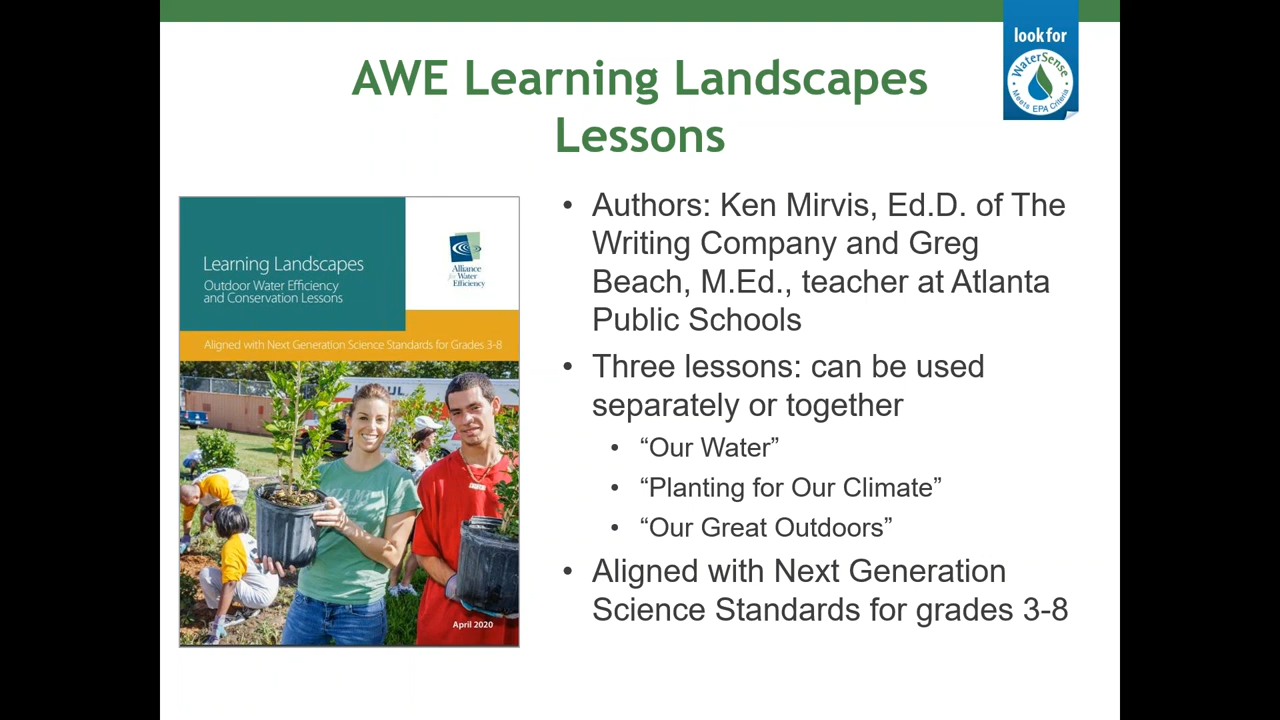 look for
WaterSense
Meets EPA Criteria
AWE Learning Landscapes
Lessons
Learning Landscapes
Outdoor Water Efficiency
and Conservation Lessons
Alliance
for Water
Efficiency
Aligned with Next Generation Science Standards for Grades 3-8
April 2020
• Authors: Ken Mirvis, Ed.D. of The
Writing Company and Greg
Beach, M.Ed., teacher at Atlanta
Public Schools
• Three lessons: can be used
separately or together
• “Our Water”
• “Planting for Our Climate”
• “Our Great Outdoors”
• Aligned with Next Generation
Science Standards for grades 3-8